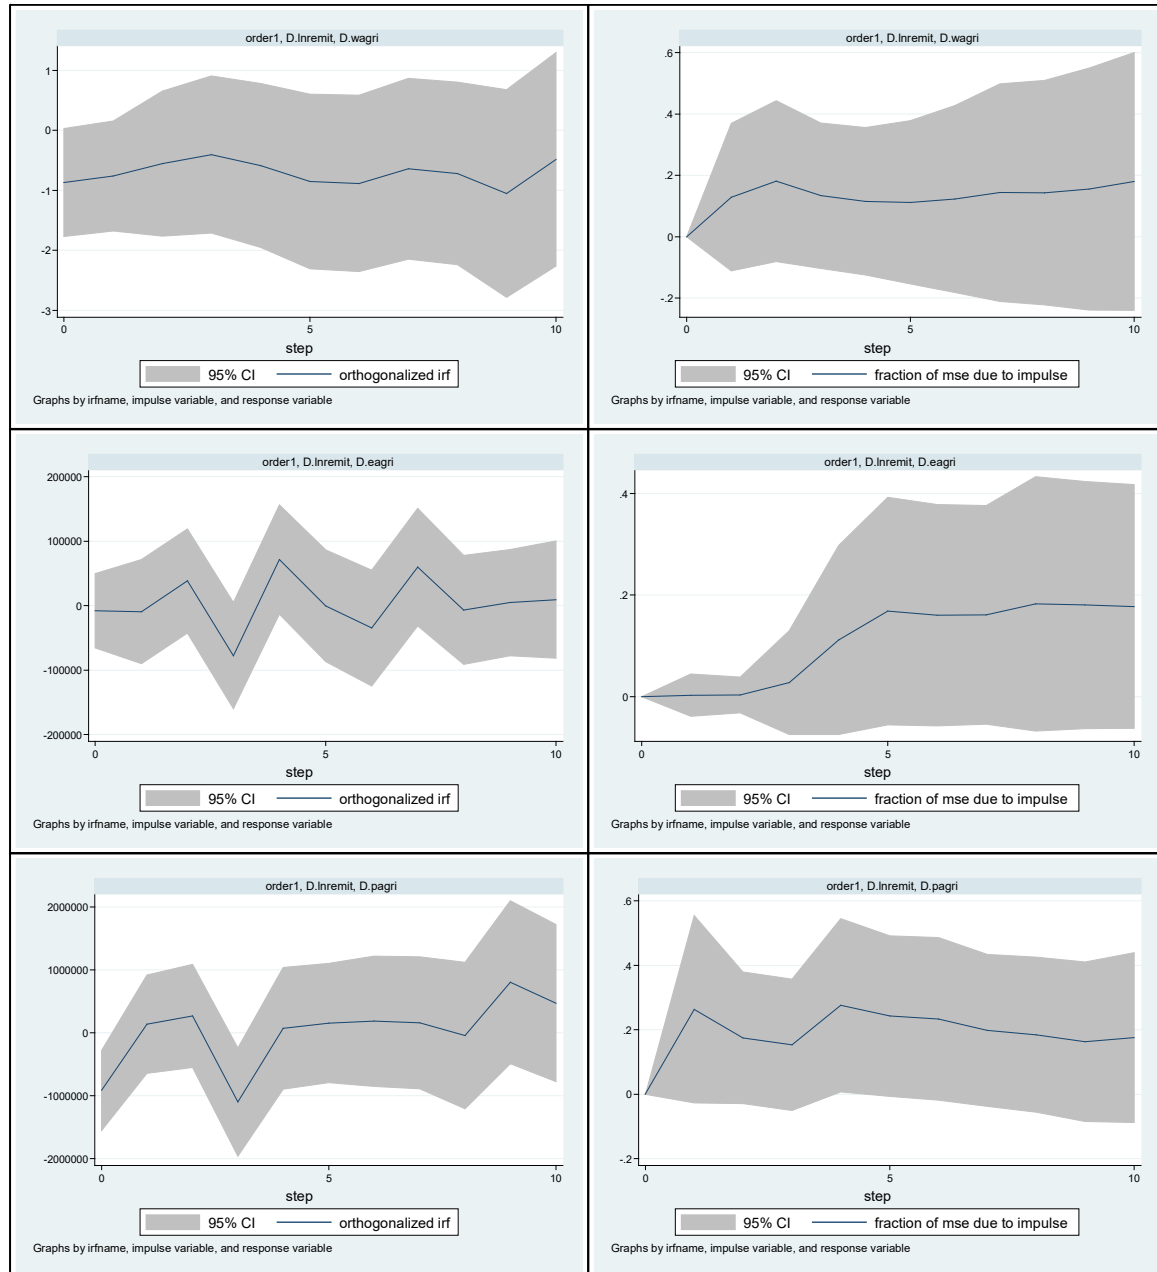 order1, D.lnremit, D.wagri
1
0
-1
-2
-3
0 5 10
step
95% CI orthogonalized irf
Graphs by irfname, impulse variable, and response variable
order1, D.lnremit, D.wagri
.6
.4
.2
0
-.2
0 5 10
step
95% CI fraction of mse due to impulse
Graphs by irfname, impulse variable, and response variable
order1, D.lnremit, D.eagri
200000
100000
0
-100000
-200000
0 5 10
step
95% CI orthogonalized irf
Graphs by irfname, impulse variable, and response variable
order1, D.lnremit, D.eagri
.4
.2
0
0 5 10
step
95% CI fraction of mse due to impulse
Graphs by irfname, impulse variable, and response variable
order1, D.lnremit, D.pagri
2000000
1000000
0
-1000000
-2000000
0 5 10
step
95% CI orthogonalized irf
Graphs by irfname, impulse variable, and response variable
order1, D.lnremit, D.pagri
.6
.4
.2
0
-.2
0 5 10
step
95% CI fraction of mse due to impulse
Graphs by irfname, impulse variable, and response variable